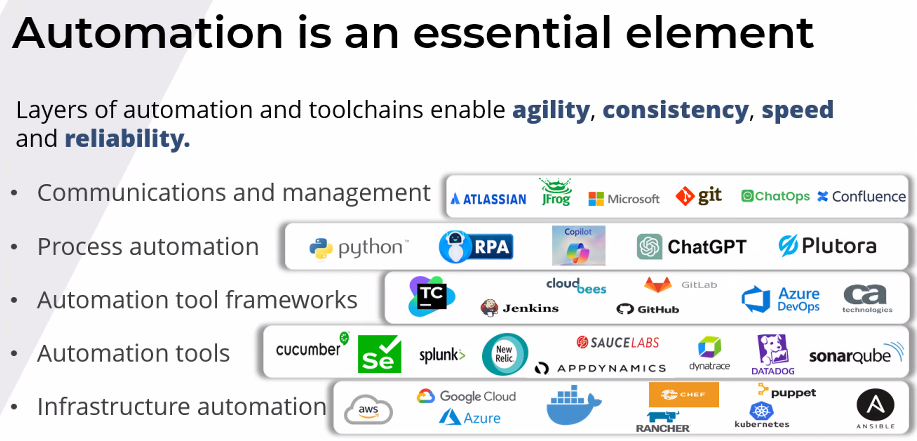 Automation is an essential element
Layers of automation and toolchains enable agility, consistency, speed
and reliability.
• Communications and management
ATLASSIAN JFrog Microsoft git ChatOps Confluence
• Process automation
python™ RPA Copilot ChatGPT Plutora
• Automation tool frameworks
TC Jenkins cloudbees GitLab GitHub Azure DevOps ca technologies
• Automation tools
cucumber Se splunk> New Relic. SAUCELABS APPDYNAMICS dynatrace DATADOG sonarqube
• Infrastructure automation
aws Google Cloud Azure CHEF RANCHER puppet kubernetes ANSIBLE